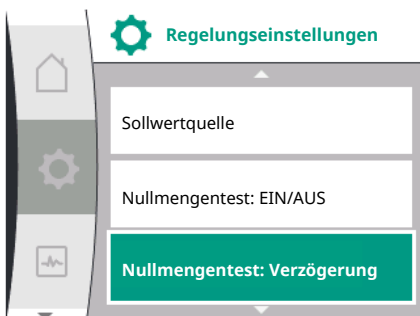 Regelungseinstellungen
Sollwertquelle
Nullmengentest: EIN/AUS
Nullmengentest: Verzögerung